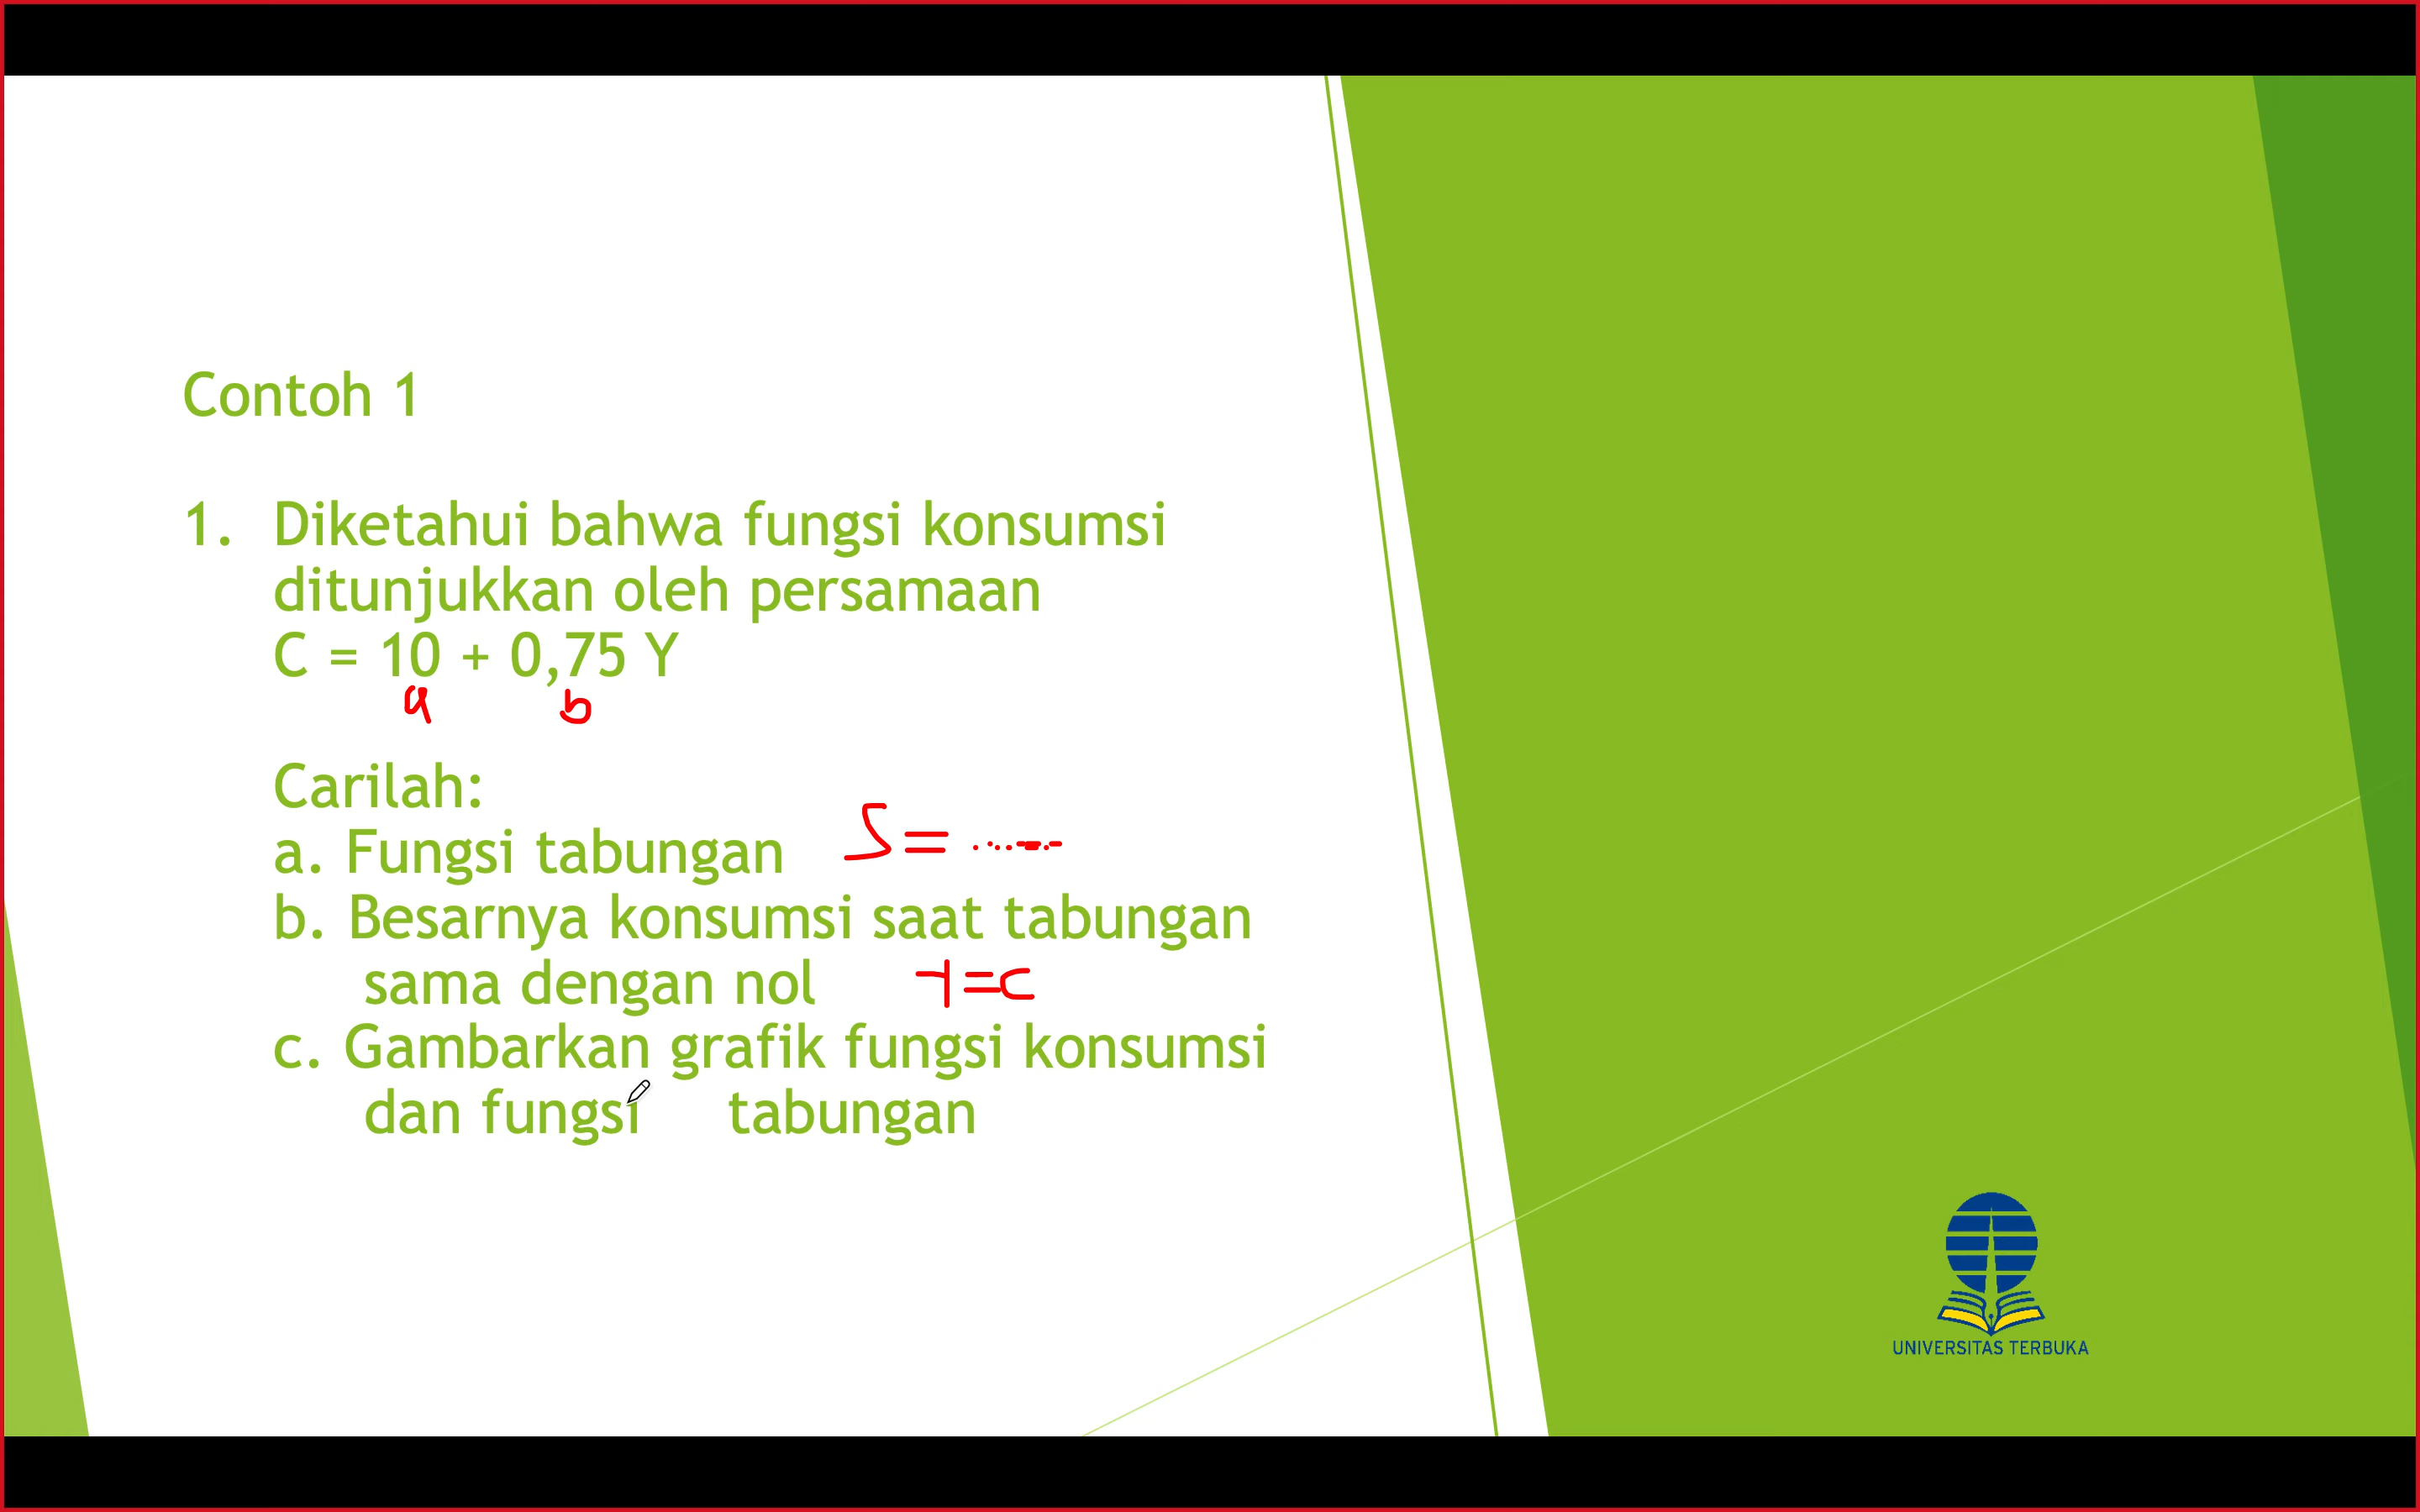 Contoh 1
1. Diketahui bahwa fungsi konsumsi
ditunjukkan oleh persamaan
C = 10 + 0,75 Y
a b
Carilah:
a. Fungsi tabungan S = .....
b. Besarnya konsumsi saat tabungan
sama dengan nol =c
c. Gambarkan grafik fungsi konsumsi
dan fungsi tabungan
UNIVERSITAS TERBUKA